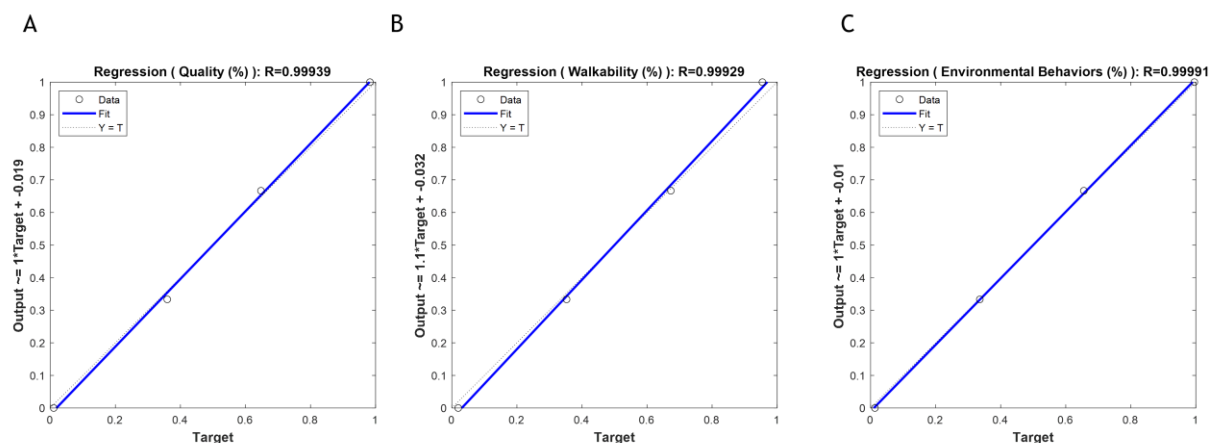 A
B
C
Regression ( Quality (%) ): R=0.99939
Output ~= 1*Target + -0.019
1
0.9
0.8
0.7
0.6
0.5
0.4
0.3
0.2
0.1
0
Data
Fit
Y = T
0 0.2 0.4 0.6 0.8 1
Target
Regression ( Walkability (%) ): R=0.99929
Output ~= 1.1*Target + -0.032
1
0.9
0.8
0.7
0.6
0.5
0.4
0.3
0.2
0.1
0
Data
Fit
Y = T
0 0.2 0.4 0.6 0.8 1
Target
Regression ( Environmental Behaviors (%) ): R=0.99991
Output ~= 1*Target + -0.01
1
0.9
0.8
0.7
0.6
0.5
0.4
0.3
0.2
0.1
0
Data
Fit
Y = T
0 0.2 0.4 0.6 0.8 1
Target